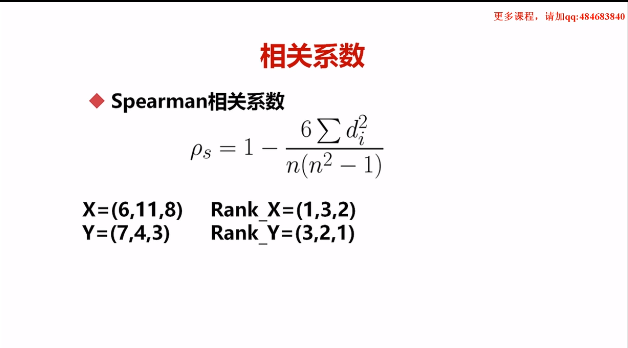 更多课程，请加qq:484683840
相关系数
Spearman相关系数
ρ_s = 1 − \frac{6∑d_i^2}{n(n^2 − 1)}
X=(6,11,8) Rank_X=(1,3,2)
Y=(7,4,3) Rank_Y=(3,2,1)